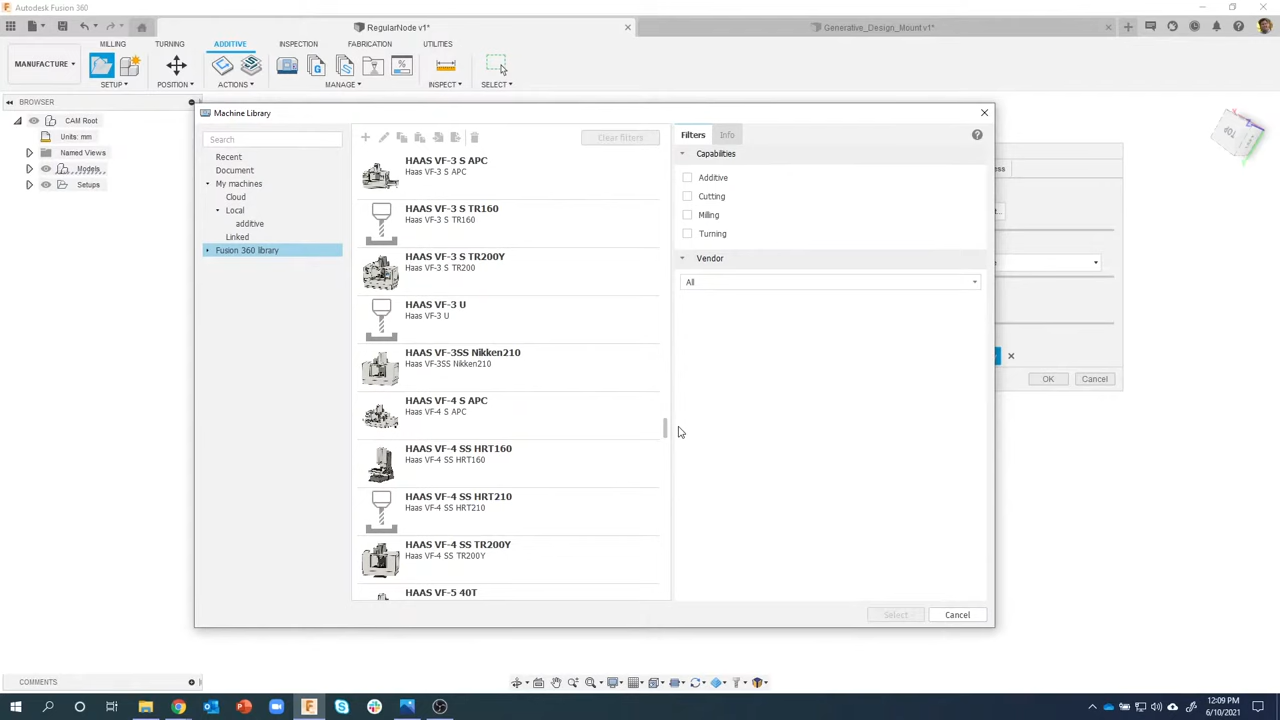 Autodesk Fusion 360
RegularNode v1*
Generative_Design_Mount v1*
MILLING
TURNING
ADDITIVE
INSPECTION
FABRICATION
UTILITIES
MANUFACTURE
SETUP
POSITION
ACTIONS
MANAGE
INSPECT
SELECT
BROWSER
CAM Root
Units: mm
Named Views
Models
Setups
Machine Library
Search
Clear filters
Filters
Info
Recent
Document
My machines
Cloud
Local
additive
Linked
Fusion 360 library
HAAS VF-3 S APC
Haas VF-3 S APC
HAAS VF-3 S TR160
Haas VF-3 S TR160
HAAS VF-3 S TR200Y
Haas VF-3 S TR200
HAAS VF-3 U
Haas VF-3 U
HAAS VF-3SS Nikken210
Haas VF-3SS Nikken210
HAAS VF-4 S APC
Haas VF-4 S APC
HAAS VF-4 SS HRT160
Haas VF-4 SS HRT160
HAAS VF-4 SS HRT210
Haas VF-4 SS HRT210
HAAS VF-4 SS TR200Y
Haas VF-4 SS TR200Y
HAAS VF-5 40T
Capabilities
Additive
Cutting
Milling
Turning
Vendor
All
Select
Cancel
ess
OK
Cancel
TOP
COMMENTS
12:09 PM
6/10/2021